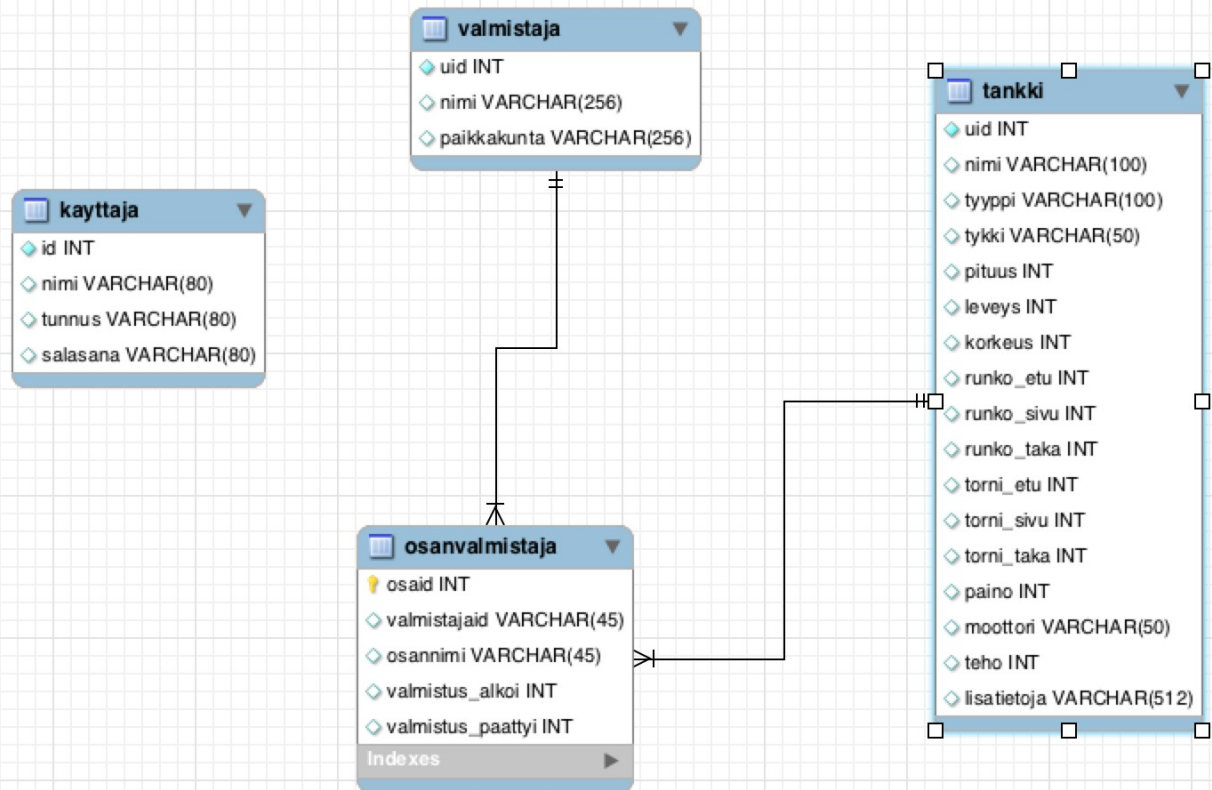 valmistaja
uid INT
nimi VARCHAR(256)
paikkakunta VARCHAR(256)
kayttaja
id INT
nimi VARCHAR(80)
tunnus VARCHAR(80)
salasana VARCHAR(80)
tankki
uid INT
nimi VARCHAR(100)
tyyppi VARCHAR(100)
tykki VARCHAR(50)
pituus INT
leveys INT
korkeus INT
runko_etu INT
runko_sivu INT
runko_taka INT
torni_etu INT
torni_sivu INT
torni_taka INT
paino INT
moottori VARCHAR(50)
teho INT
lisatietoja VARCHAR(512)
osanvalmistaja
osaid INT
valmistajaid VARCHAR(45)
osannimi VARCHAR(45)
valmistus_alkoi INT
valmistus_paattyi INT
Indexes